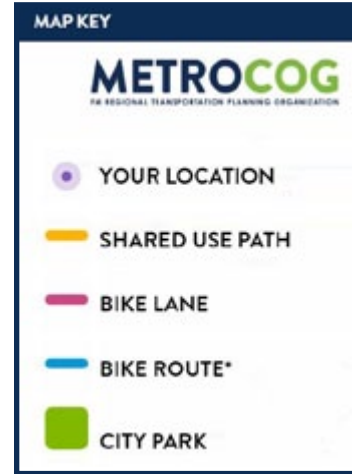 MAP KEY
METROCOG
FM REGIONAL TRANSPORTATION PLANNING ORGANIZATION
YOUR LOCATION
SHARED USE PATH
BIKE LANE
BIKE ROUTE*
CITY PARK